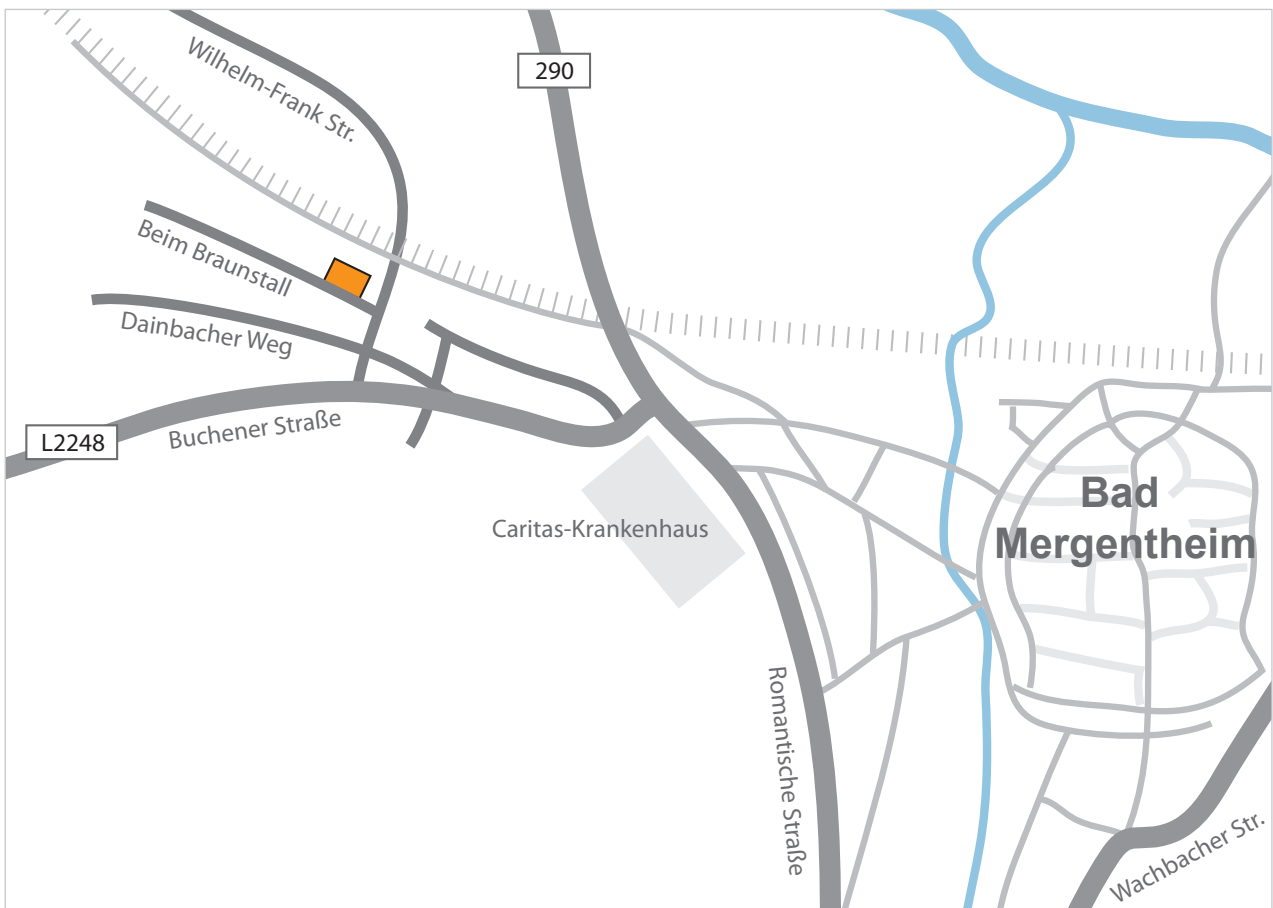 Wilhelm-Frank Str.
290
Beim Braunstall
Dainbacher Weg
Buchener Straße
L2248
Caritas-Krankenhaus
Bad
Mergentheim
Romantische Straße
Wachbacher Str.